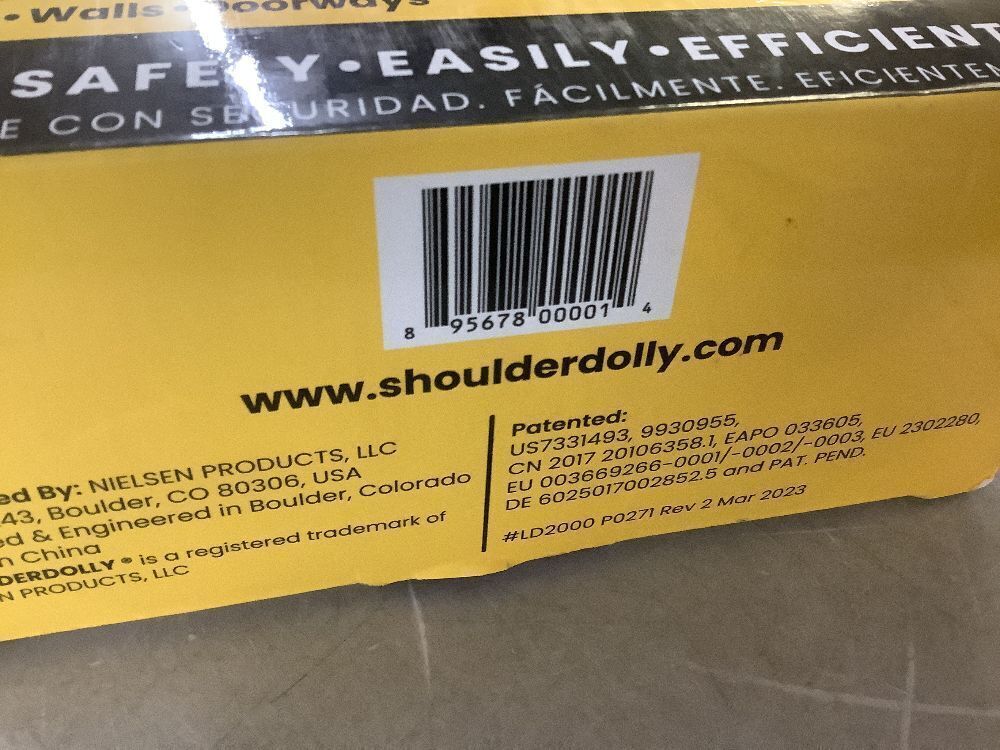 • Walls • Doorways
SAFELY • EASILY • EFFICIENT
E CON SEGURIDAD. FÁCILMENTE. EFICIENTEM
8 95678 00001 4
www.shoulderdolly.com
ed By: NIELSEN PRODUCTS, LLC
43, Boulder, CO 80306, USA
ed & Engineered in Boulder, Colorado
n China
DERDOLLY ® is a registered trademark of
N PRODUCTS, LLC
Patented:
US7331493, 9930955,
CN 2017 20106358.1, EAPO 033605,
EU 003669266-0001/-0002/-0003, EU 2302280,
DE 6025017002852.5 and PAT. PEND.
#LD2000 P0271 Rev 2 Mar 2023